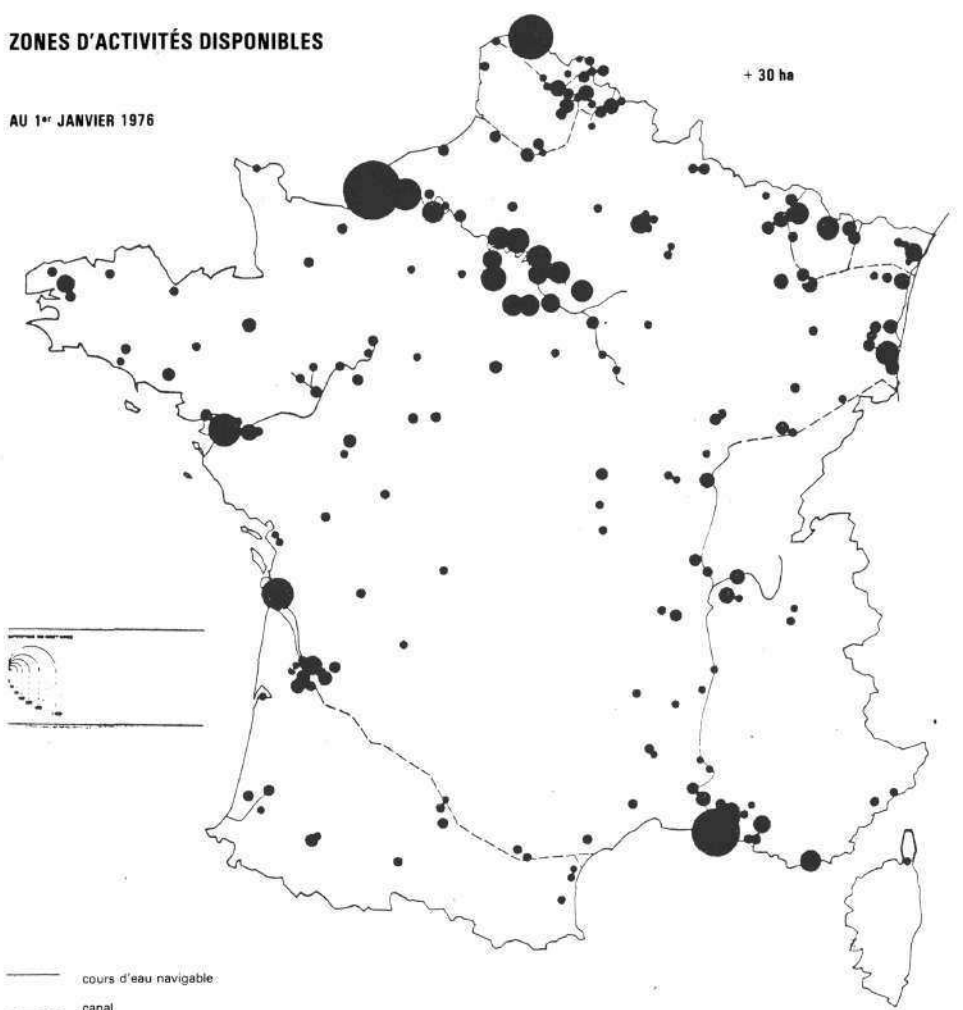 ZONES D'ACTIVITÉS DISPONIBLES
+ 30 ha
AU 1er JANVIER 1976
cours d'eau navigable
canal